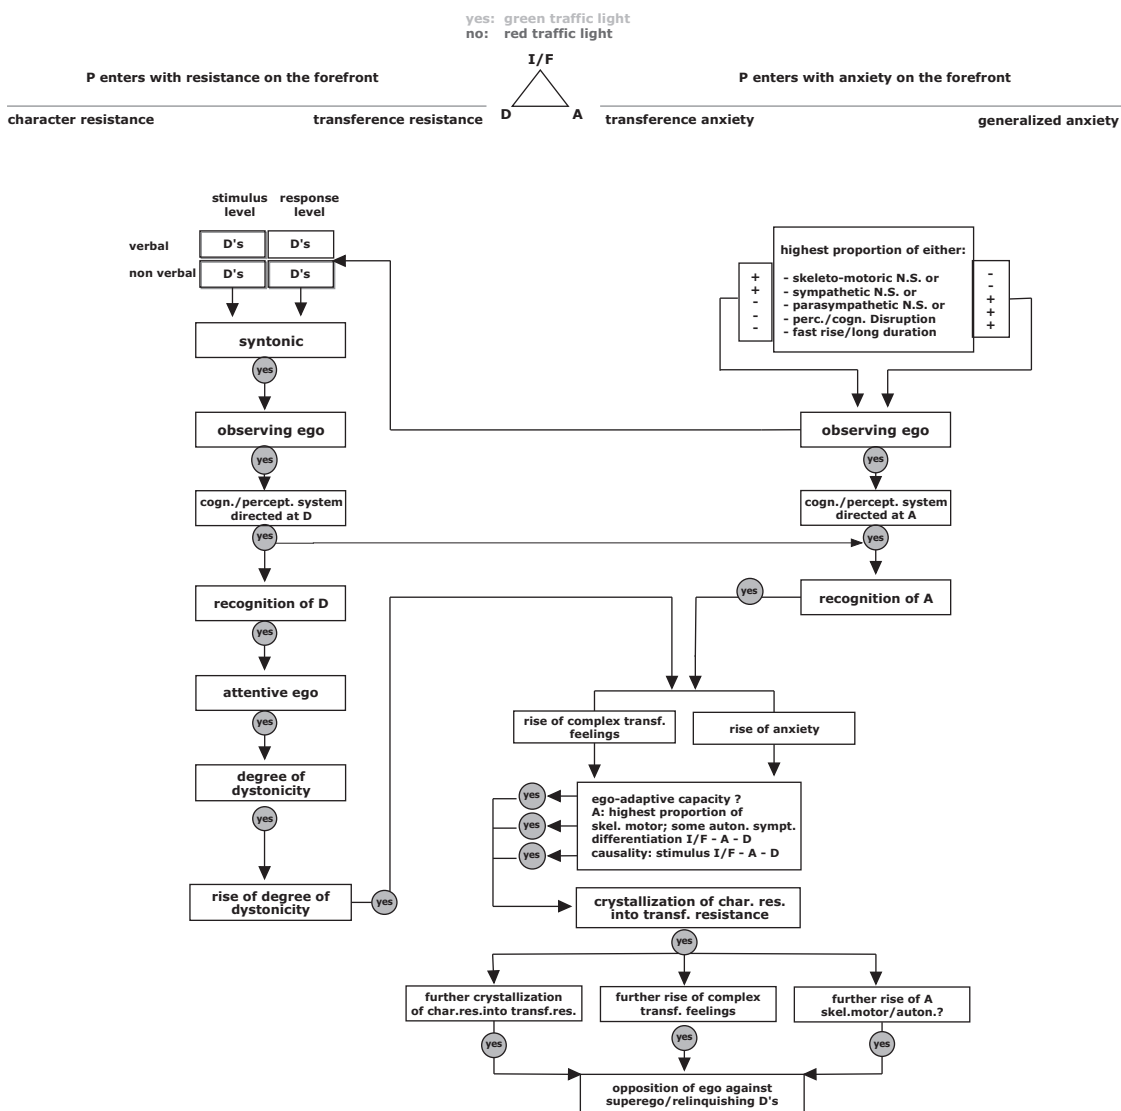 yes: green traffic light
no: red traffic light
I/F
P enters with resistance on the forefront
P enters with anxiety on the forefront
D
A
character resistance
transference resistance
transference anxiety
generalized anxiety
stimulus
level
response
level
verbal
D's
D's
non verbal
D's
D's
highest proportion of either:
+
+
-
-
-
- skeleto-motoric N.S. or
- sympathetic N.S. or
- parasympathetic N.S. or
- perc./cogn. Disruption
- fast rise/long duration
-
-
+
+
+
syntonic
yes
observing ego
observing ego
yes
yes
cogn./percept. system
directed at D
cogn./percept. system
directed at A
yes
yes
recognition of D
yes
recognition of A
yes
attentive ego
yes
rise of complex transf.
feelings
rise of anxiety
degree of
dystonicity
yes
yes
yes
yes
ego-adaptive capacity ?
A: highest proportion of
skel. motor; some auton. sympt.
differentiation I/F - A - D
causality: stimulus I/F - A - D
rise of degree of
dystonicity
yes
crystallization of char. res.
into transf. resistance
yes
further crystallization
of char.res.into transf.res.
further rise of complex
transf. feelings
further rise of A
skel.motor/auton.?
yes
yes
yes
opposition of ego against
superego/relinquishing D's